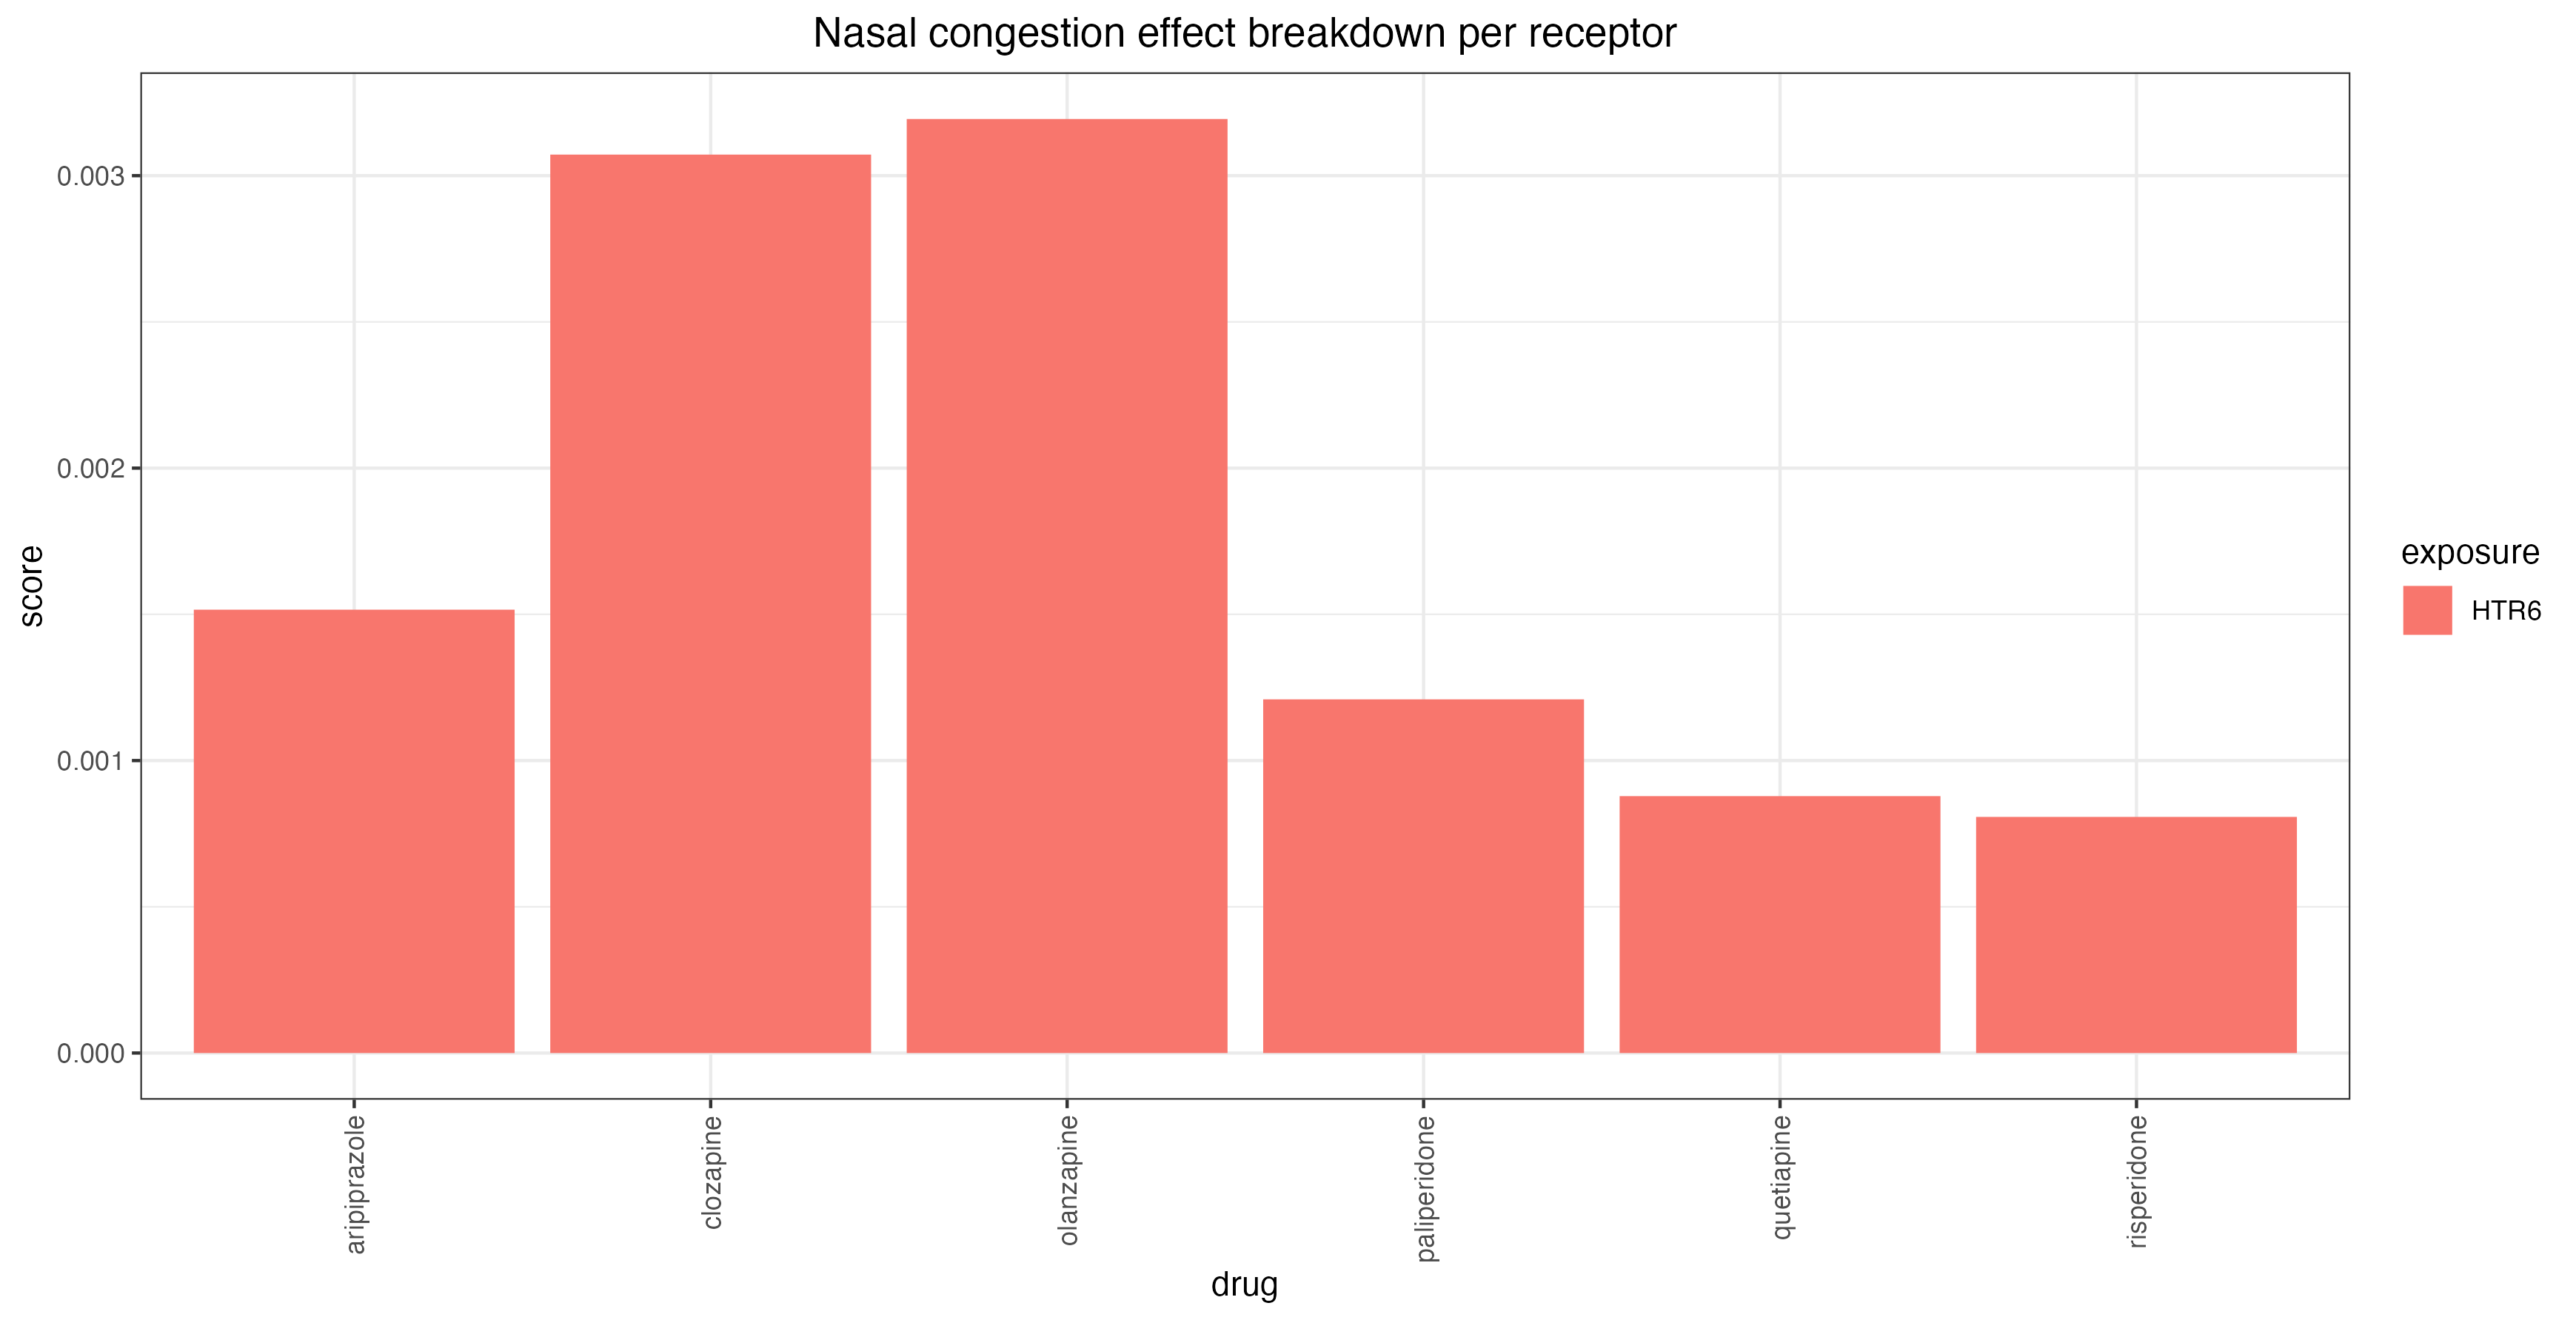 Nasal congestion effect breakdown per receptor
score
0.003
0.002
0.001
0.000
aripiprazole
clozapine
olanzapine
paliperidone
quetiapine
risperidone
drug
exposure
HTR6